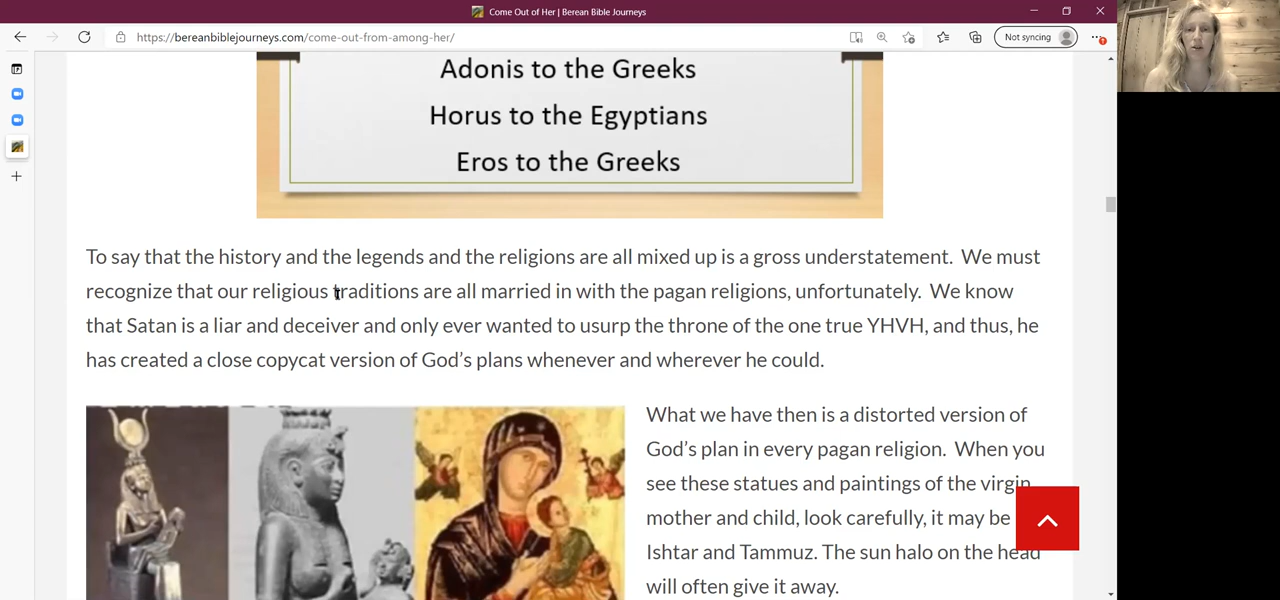 Come Out of Her | Berean Bible Journeys
https://bereanbiblejourneys.com/come-out-from-among-her/
Not syncing
Adonis to the Greeks
Horus to the Egyptians
Eros to the Greeks
To say that the history and the legends and the religions are all mixed up is a gross understatement. We must
recognize that our religious traditions are all married in with the pagan religions, unfortunately. We know
that Satan is a liar and deceiver and only ever wanted to usurp the throne of the one true YHVH, and thus, he
has created a close copycat version of God's plans whenever and wherever he could.
What we have then is a distorted version of
God's plan in every pagan religion. When you
see these statues and paintings of the virgin
mother and child, look carefully, it may be
Ishtar and Tammuz. The sun halo on the head
will often give it away.